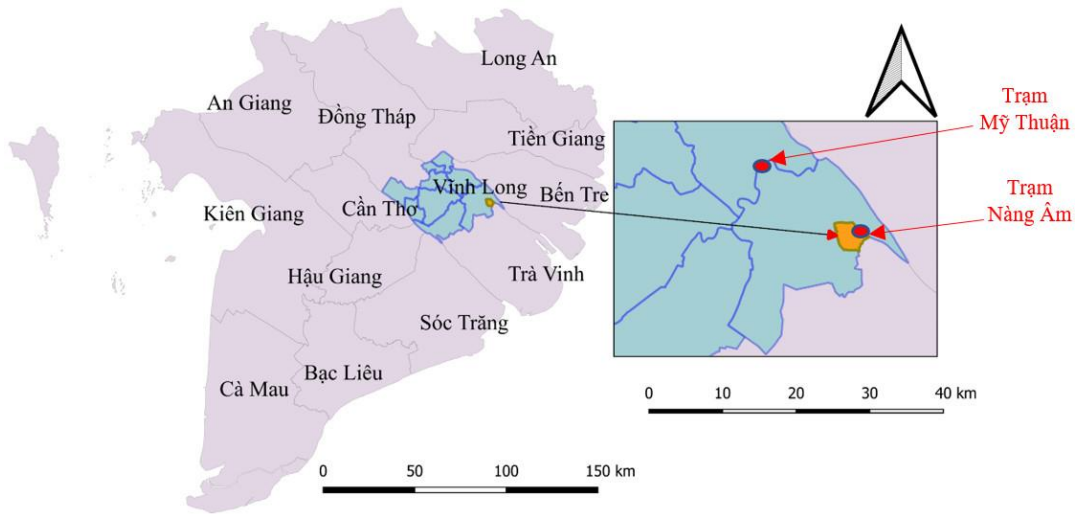 Long An
An Giang
Đồng Tháp
Tiền Giang
Vĩnh Long
Bến Tre
Kiên Giang
Cần Thơ
Hậu Giang
Trà Vinh
Sóc Trăng
Bạc Liêu
Cà Mau
0 50 100 150 km
Trạm
Mỹ Thuận
Trạm
Nàng Âm
0 10 20 30 40 km